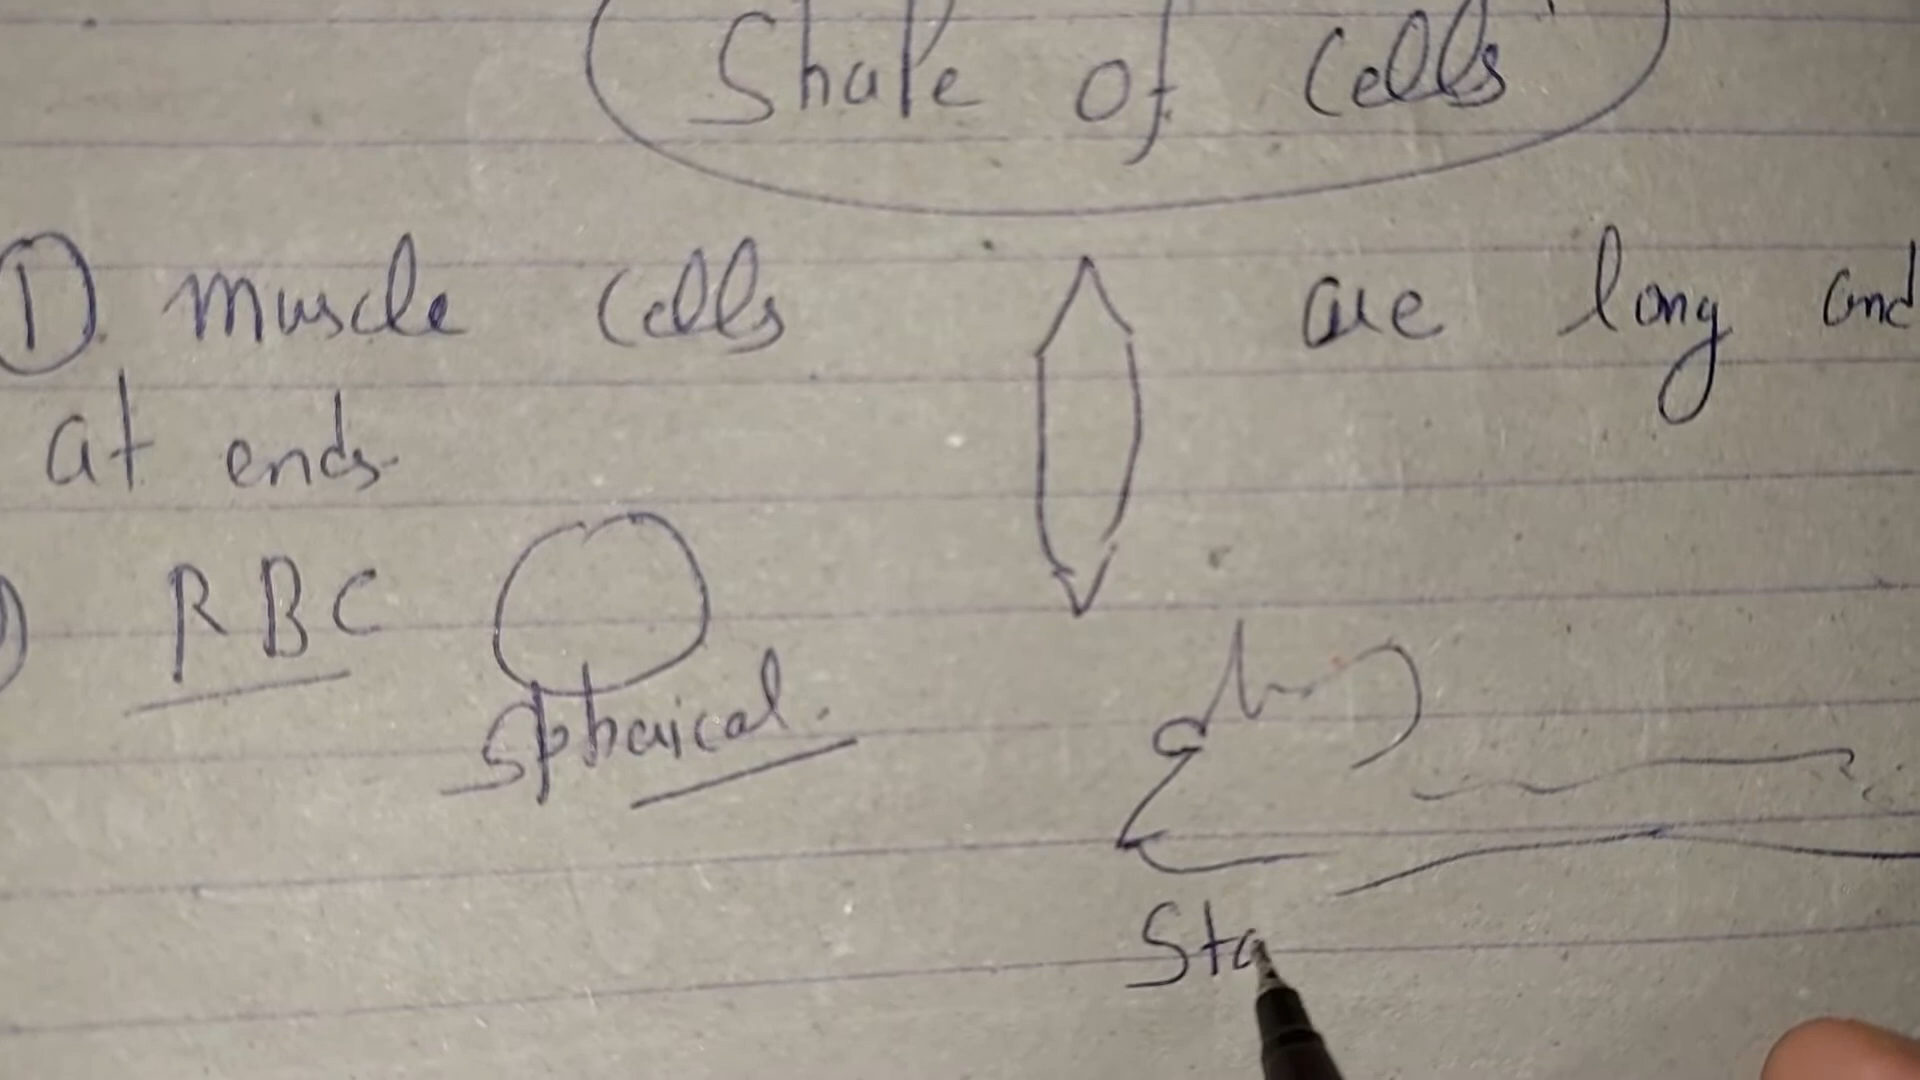 Shape of Cells
① muscle cells are long and
at ends
RBC
spherical.
Sta